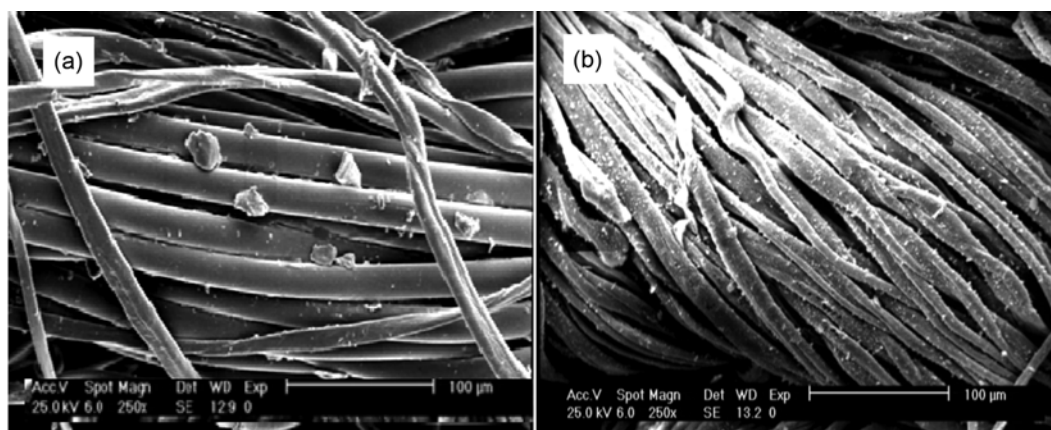 (a)
Acc.V Spot Magn Det WD Exp 100 µm
25.0 kV 6.0 250x SE 12.9 0
(b)
Acc.V Spot Magn Det WD Exp 100 µm
25.0 kV 6.0 250x SE 13.2 0